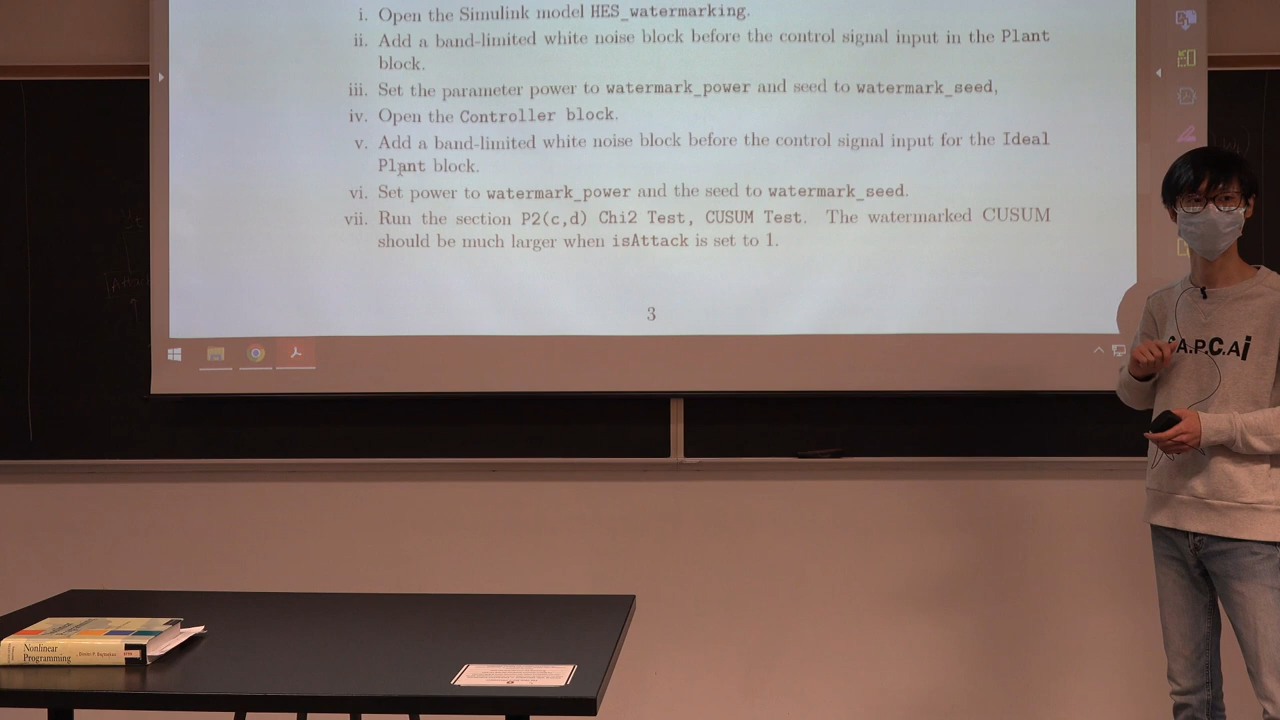 i. Open the Simulink model HES_watermarking.
ii. Add a band-limited white noise block before the control signal input in the Plant
block.
iii. Set the parameter power to watermark_power and seed to watermark_seed,
iv. Open the Controller block.
v. Add a band-limited white noise block before the control signal input for the Ideal
Plant block.
vi. Set power to watermark_power and the seed to watermark_seed.
vii. Run the section P2(c,d) Chi2 Test, CUSUM Test. The watermarked CUSUM
should be much larger when isAttack is set to 1.
3
Nonlinear
Programming